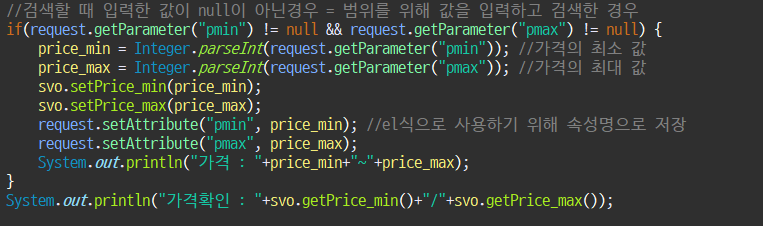 //검색할 때 입력한 값이 null이 아닌경우 = 범위를 위해 값을 입력하고 검색한 경우
if(request.getParameter("pmin") != null && request.getParameter("pmax") != null) {
price_min = Integer.parseInt(request.getParameter("pmin")); //가격의 최소 값
price_max = Integer.parseInt(request.getParameter("pmax")); //가격의 최대 값
svo.setPrice_min(price_min);
svo.setPrice_max(price_max);
request.setAttribute("pmin", price_min); //el식으로 사용하기 위해 속성명으로 저장
request.setAttribute("pmax", price_max);
System.out.println("가격 : "+price_min+"~"+price_max);
}
System.out.println("가격확인 : "+svo.getPrice_min()+"/"+svo.getPrice_max());